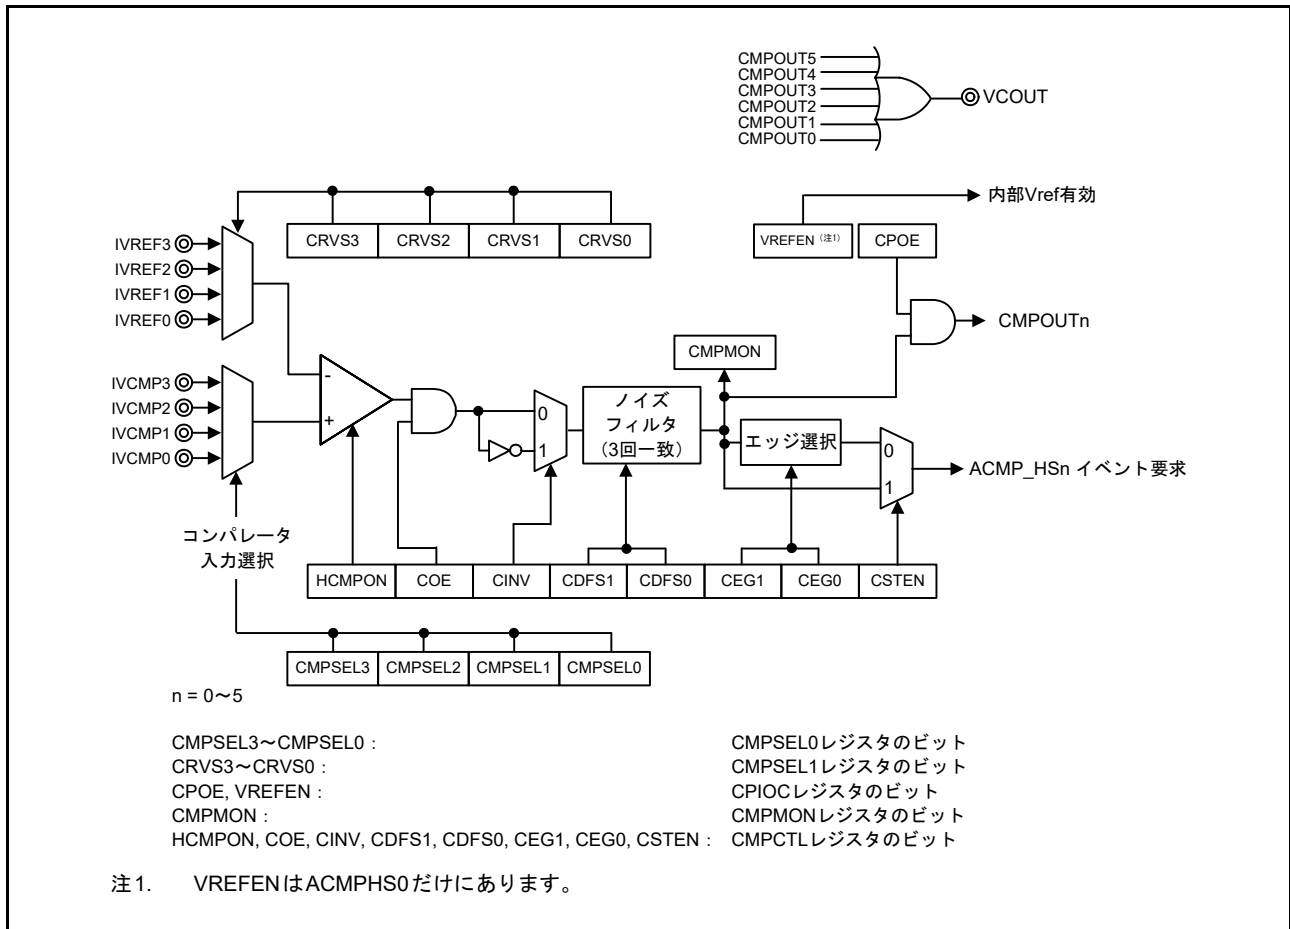 CMPOUT5
CMPOUT4
CMPOUT3
CMPOUT2
CMPOUT1
CMPOUT0
VCOUT
内部Vref有効
CRVS3 CRVS2 CRVS1 CRVS0
VREFEN（注1） CPOE
IVREF3
IVREF2
IVREF1
IVREF0
CMPOUTn
CMPMON
IVCMP3
IVCMP2
IVCMP1
IVCMP0
-
+
0
1
ノイズ
フィルタ
（3回一致）
エッジ選択
0
1
ACMP_HSn イベント要求
コンパレータ
入力選択
HCMPON COE CINV CDFS1 CDFS0 CEG1 CEG0 CSTEN
CMPSEL3 CMPSEL2 CMPSEL1 CMPSEL0
n = 0～5
CMPSEL3～CMPSEL0： CMPSEL0レジスタのビット
CRVS3～CRVS0： CMPSEL1レジスタのビット
CPOE, VREFEN： CPIOCレジスタのビット
CMPMON： CMPMONレジスタのビット
HCMPON, COE, CINV, CDFS1, CDFS0, CEG1, CEG0, CSTEN： CMPCTLレジスタのビット
注1. VREFENはACMPHS0だけにあります。